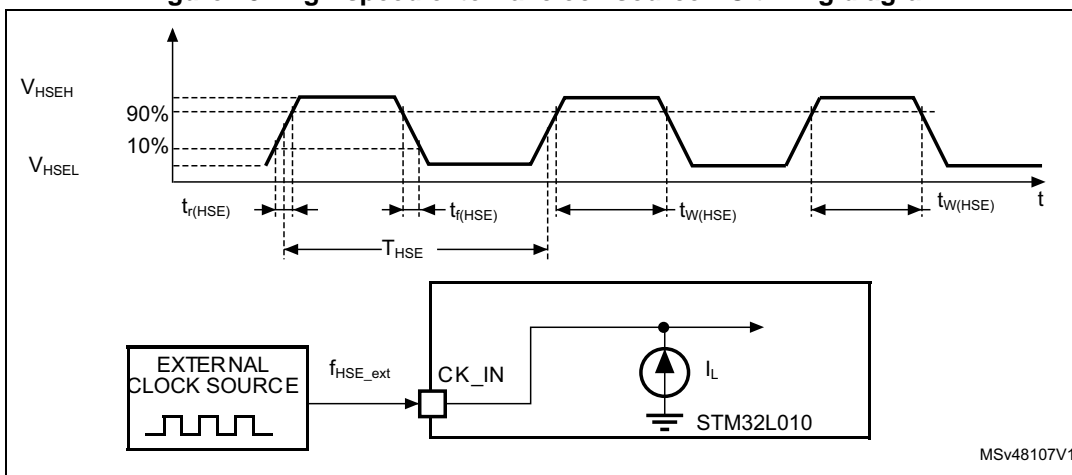 V_HSEH
90%
10%
V_HSEL
t_r(HSE)
t_f(HSE)
t_W(HSE)
t_W(HSE)
t
T_HSE
EXTERNAL
CLOCK SOURCE
f_HSE_ext
CK_IN
I_L
STM32L010
MSv48107V1